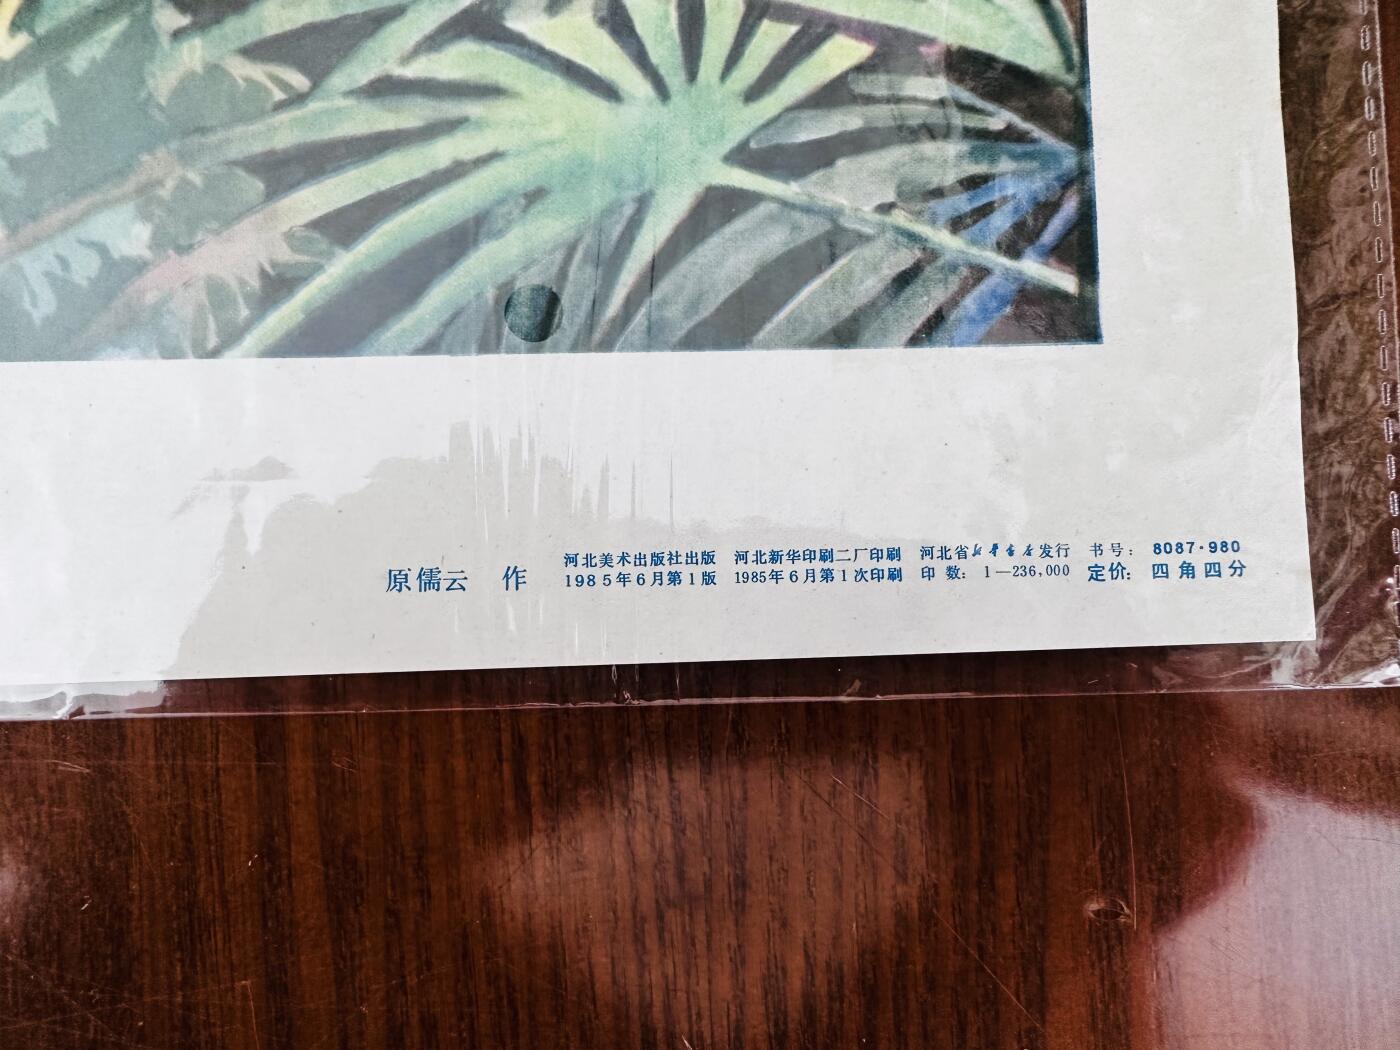 原儒云 作
河北美术出版社出版 河北新华印刷二厂印刷 河北省新华书店发行 书号: 8087·980
1985年6月第1版 1985年6月第1次印刷 印数: 1—236,000 定价: 四角四分